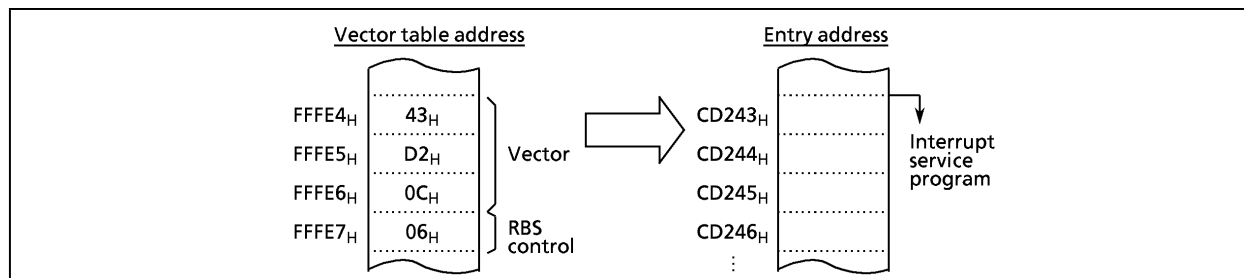 Vector table address Entry address
FFFE4H 43H CD243H
FFFE5H D2H Vector CD244H Interrupt service program
FFFE6H 0CH CD245H
FFFE7H 06H RBS control CD246H
⋮